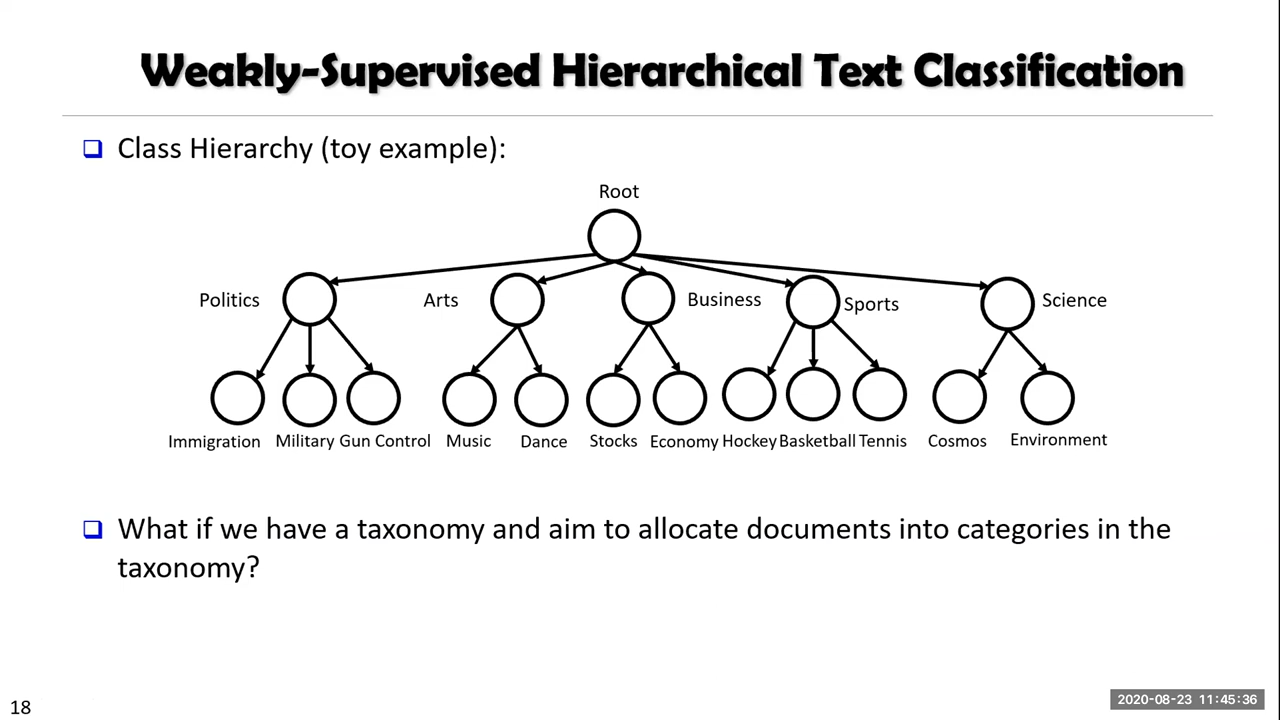 Weakly-Supervised Hierarchical Text Classification
❑ Class Hierarchy (toy example):
Root
Politics Arts Business Sports Science
Immigration Military Gun Control Music Dance Stocks Economy Hockey Basketball Tennis Cosmos Environment
❑ What if we have a taxonomy and aim to allocate documents into categories in the
taxonomy?
18
2020-08-23 11:45:36